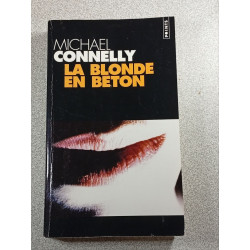 MICHAEL
CONNELLY
LA BLONDE
EN BÉTON
POINTS